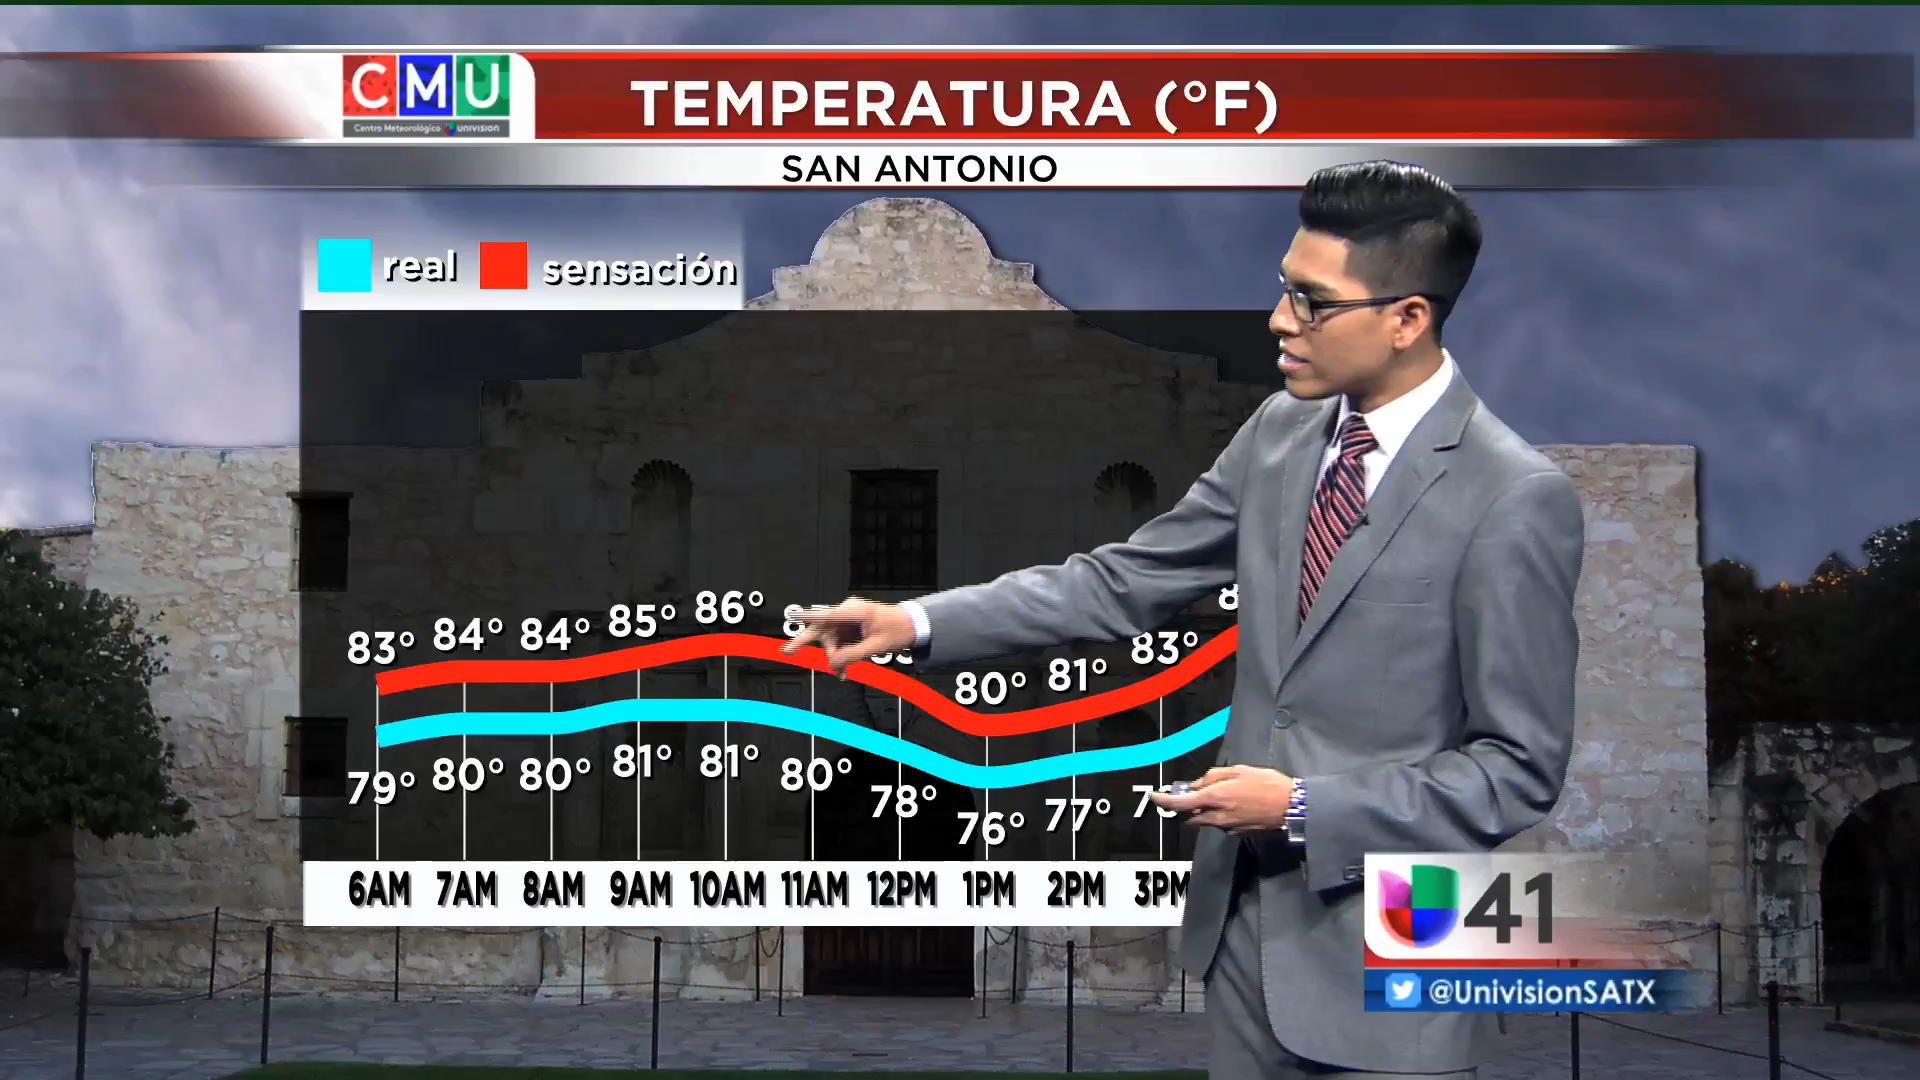 CMU
Centro Meteorológico UNIVISION
TEMPERATURA (°F)
SAN ANTONIO
real sensación
83° 84° 84° 85° 86° 80° 81° 83°
79° 80° 80° 81° 81° 80° 78° 76° 77°
6AM 7AM 8AM 9AM 10AM 11AM 12PM 1PM 2PM 3PM
41
@UnivisionSATX